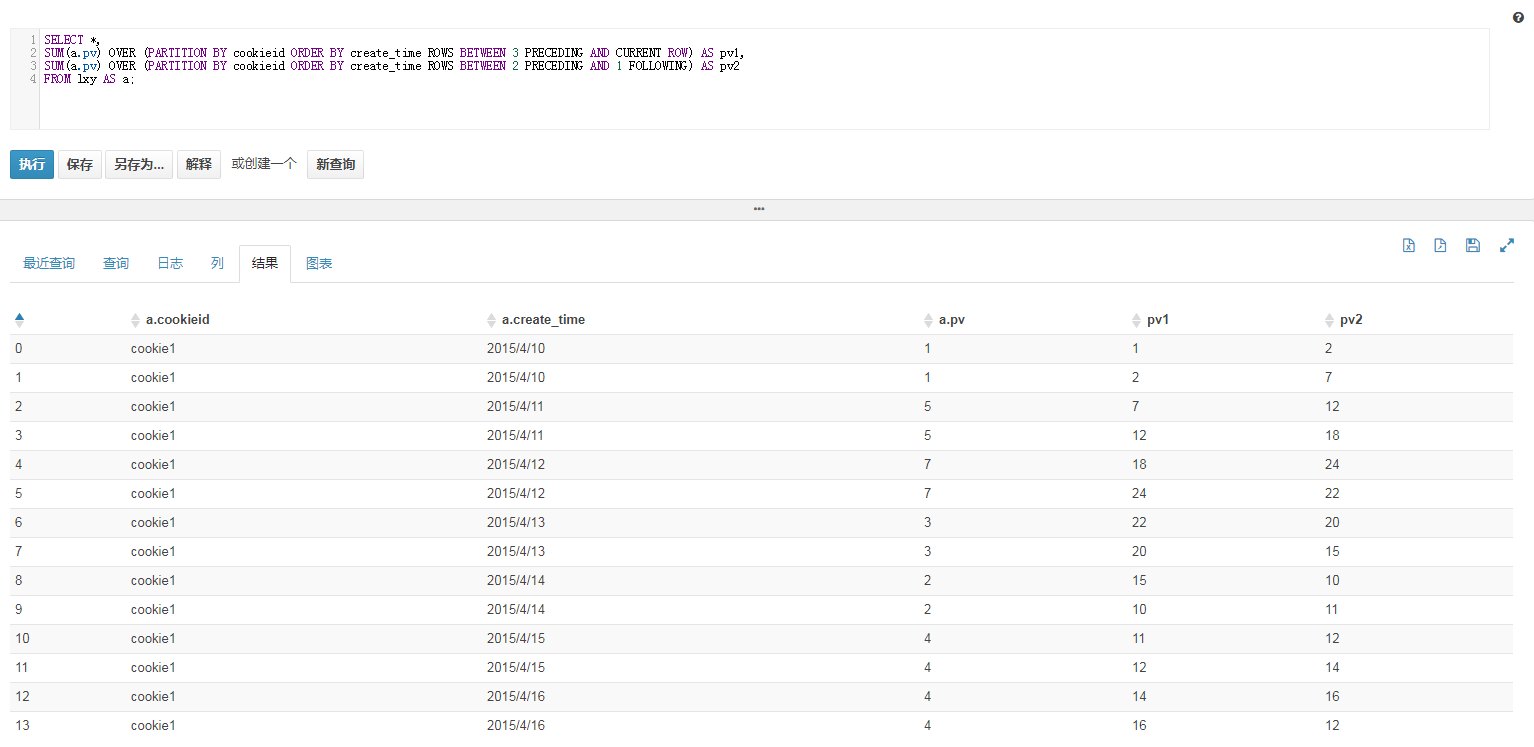 1 SELECT *,
2 SUM(a.pv) OVER (PARTITION BY cookieid ORDER BY create_time ROWS BETWEEN 3 PRECEDING AND CURRENT ROW) AS pv1,
3 SUM(a.pv) OVER (PARTITION BY cookieid ORDER BY create_time ROWS BETWEEN 2 PRECEDING AND 1 FOLLOWING) AS pv2
4 FROM lxy AS a;
执行 保存 另存为... 解释 或创建一个 新查询
最近查询 查询 日志 列 结果 图表
a.cookieid a.create_time a.pv pv1 pv2
0 cookie1 2015/4/10 1 1 2
1 cookie1 2015/4/10 1 2 7
2 cookie1 2015/4/11 5 7 12
3 cookie1 2015/4/11 5 12 18
4 cookie1 2015/4/12 7 18 24
5 cookie1 2015/4/12 7 24 22
6 cookie1 2015/4/13 3 22 20
7 cookie1 2015/4/13 3 20 15
8 cookie1 2015/4/14 2 15 10
9 cookie1 2015/4/14 2 10 11
10 cookie1 2015/4/15 4 11 12
11 cookie1 2015/4/15 4 12 14
12 cookie1 2015/4/16 4 14 16
13 cookie1 2015/4/16 4 16 12